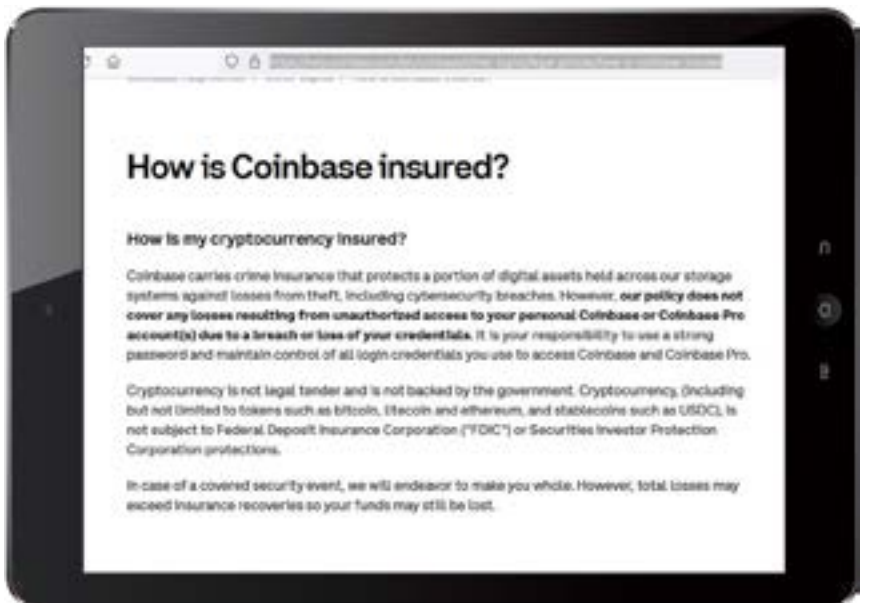 How is Coinbase insured?
How is my cryptocurrency insured?
Coinbase carries crime insurance that protects a portion of digital assets held across our storage
systems against losses from theft, including cybersecurity breaches. However, our policy does not
cover any losses resulting from unauthorized access to your personal Coinbase or Coinbase Pro
account(s) due to a breach or loss of your credentials. It is your responsibility to use a strong
password and maintain control of all login credentials you use to access Coinbase and Coinbase Pro.
Cryptocurrency is not legal tender and is not backed by the government. Cryptocurrency, (including
but not limited to tokens such as bitcoin, litecoin and ethereum, and stablecoins such as USDC), is
not subject to Federal Deposit Insurance Corporation ("FDIC") or Securities Investor Protection
Corporation protections.
In case of a covered security event, we will endeavor to make you whole. However, total losses may
exceed insurance recoveries so your funds may still be lost.